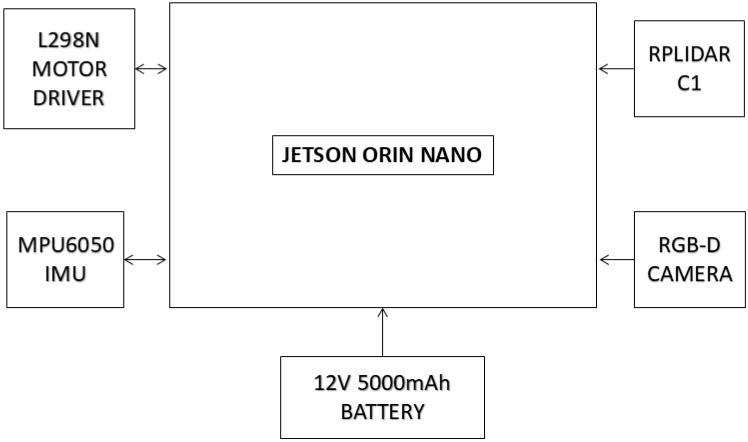 L298N
MOTOR
DRIVER
RPLIDAR
C1
JETSON ORIN NANO
MPU6050
IMU
RGB-D
CAMERA
12V 5000mAh
BATTERY